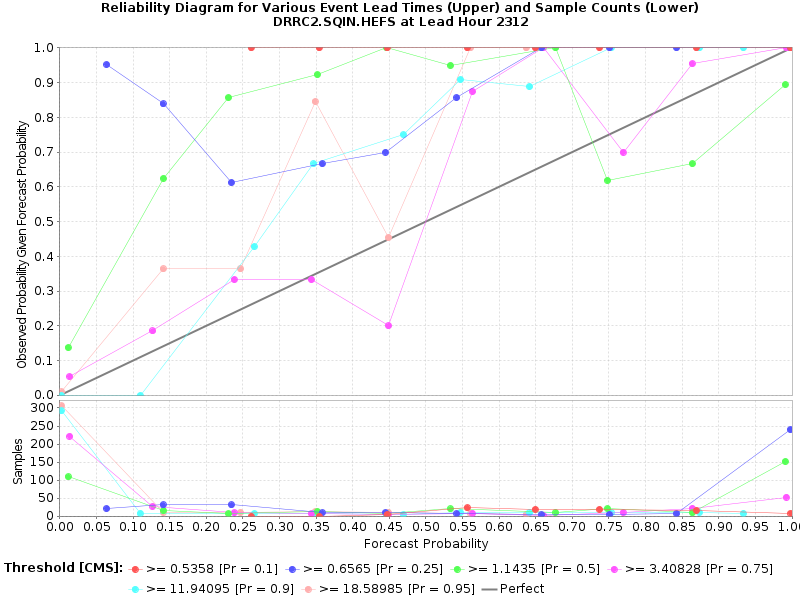 Reliability Diagram for Various Event Lead Times (Upper) and Sample Counts (Lower)
DRRC2.SQIN.HEFS at Lead Hour 2312
Observed Probability Given Forecast Probability
1.0
0.9
0.8
0.7
0.6
0.5
0.4
0.3
0.2
0.1
0.0
Samples
300
250
200
150
100
50
0
0.00 0.05 0.10 0.15 0.20 0.25 0.30 0.35 0.40 0.45 0.50 0.55 0.60 0.65 0.70 0.75 0.80 0.85 0.90 0.95 1.0
Forecast Probability
Threshold [CMS]: >= 0.5358 [Pr = 0.1] >= 0.6565 [Pr = 0.25] >= 1.1435 [Pr = 0.5] >= 3.40828 [Pr = 0.75]
>= 11.94095 [Pr = 0.9] >= 18.58985 [Pr = 0.95] Perfect